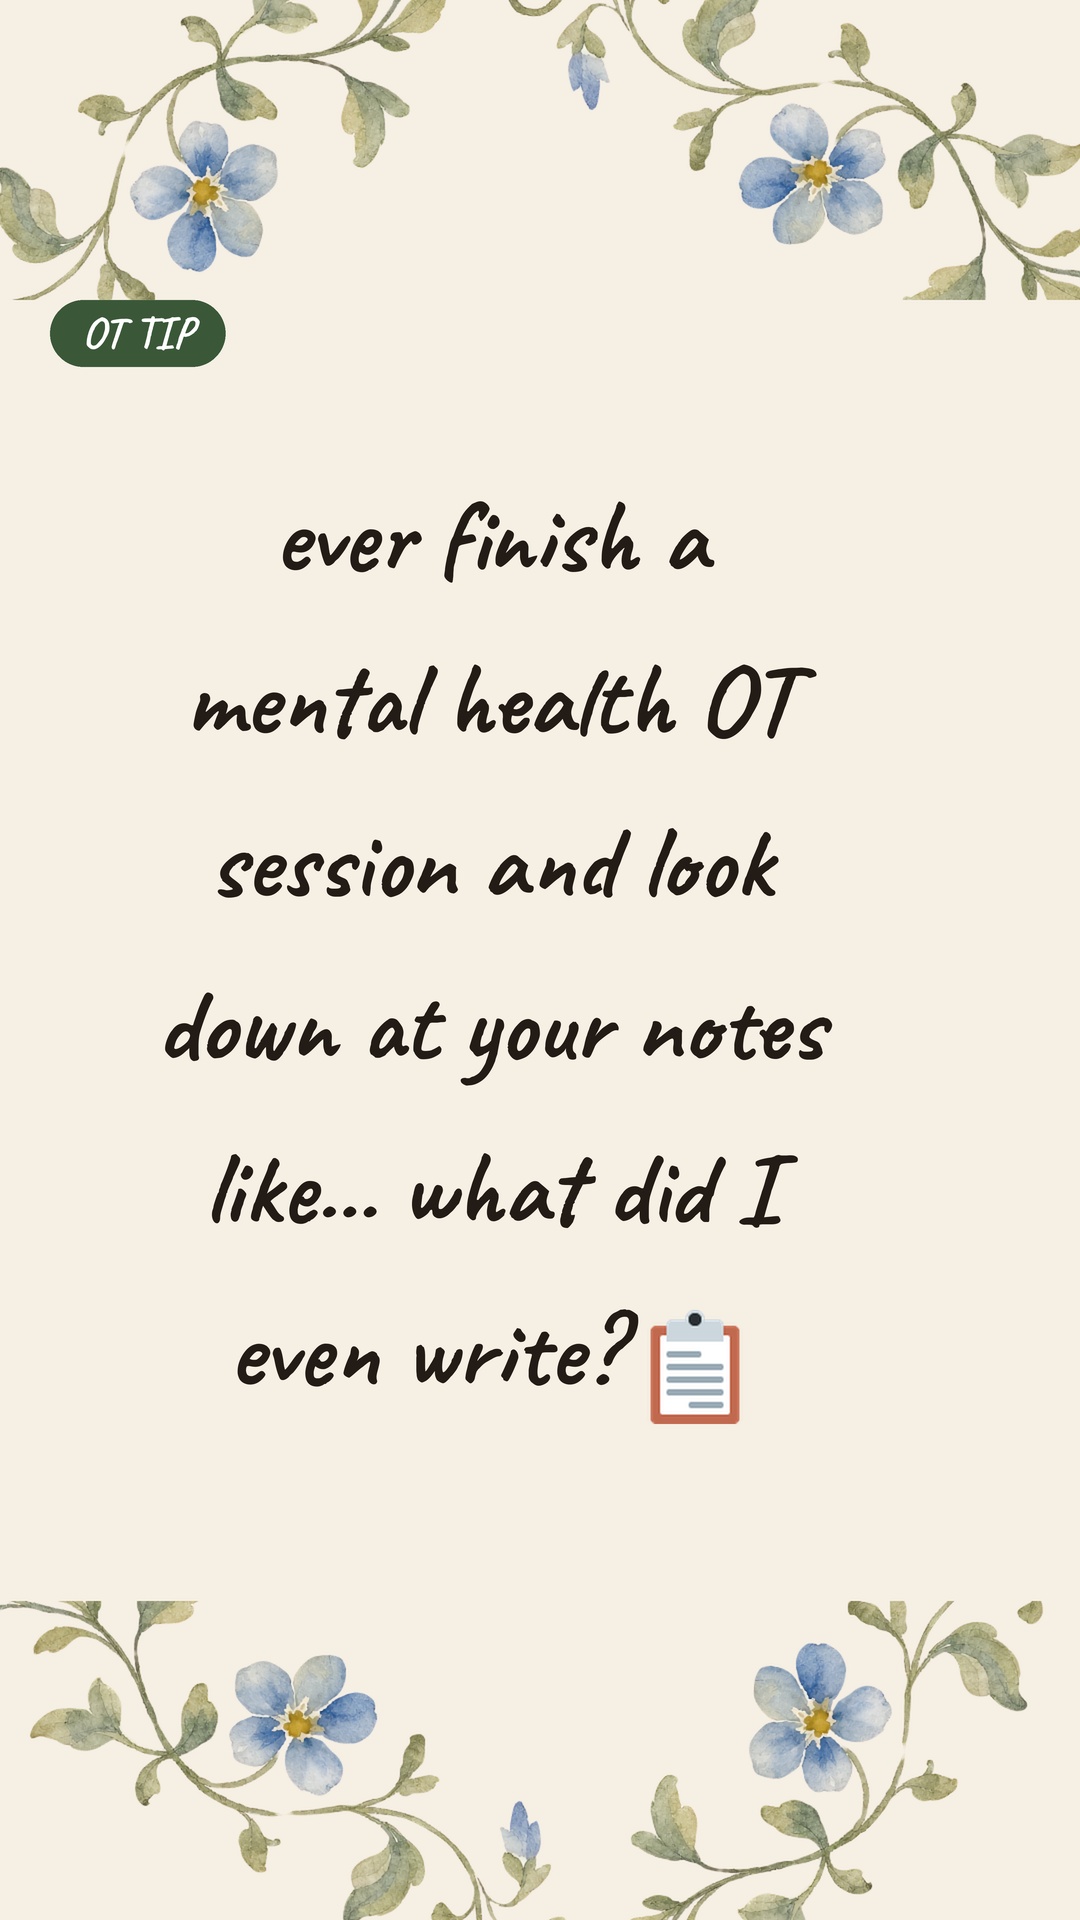 OT TIP
ever finish a
mental health OT
session and look
down at your notes
like... what did I
even write?📋